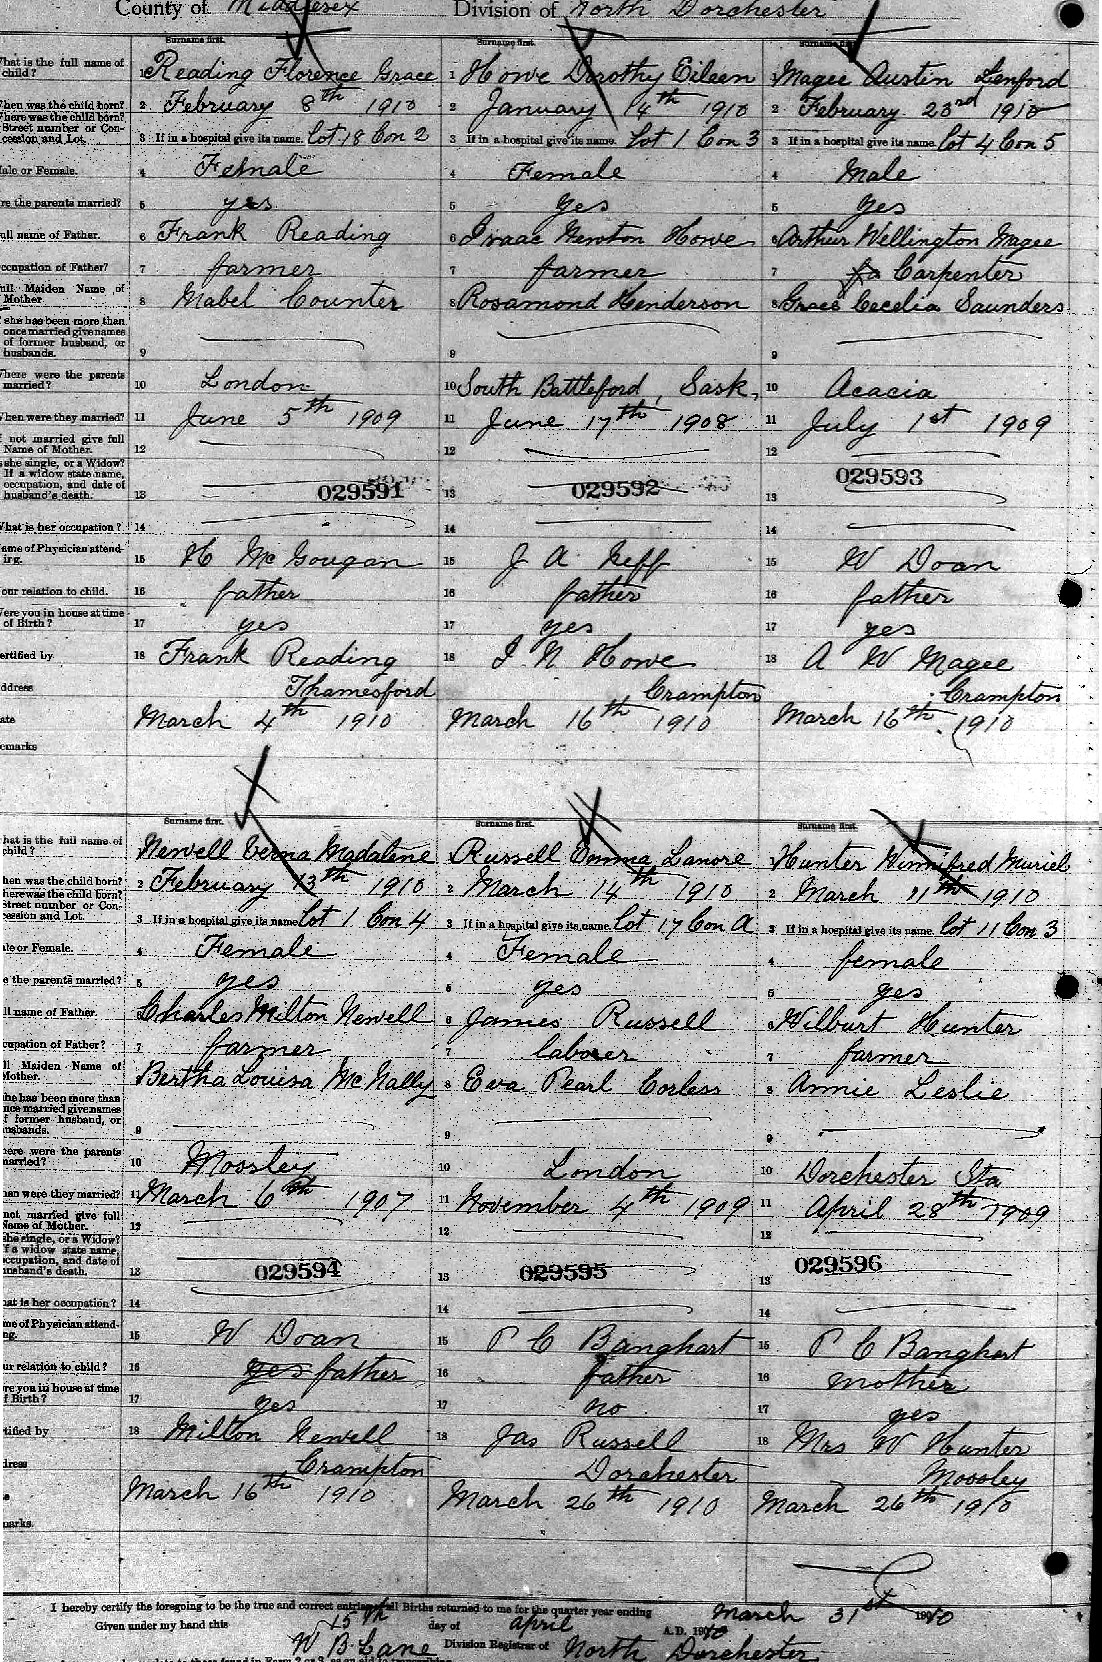 County of Middlesex Division of North Dorchester
Surname first. Surname first. Surname first.
What is the full name of child? 1 Reading Florence Grace 1 Howe Dorothy Eileen Magee Austin Lenford
When was the child born? 2 February 8th 1910 2 January 14th 1910 2 February 23rd 1910
Where was the child born? Street number or Concession and Lot. 3 If in a hospital give its name. Lot 18 Con 2 3 If in a hospital give its name. Lot 1 Con 3 3 If in a hospital give its name. Lot 4 Con 5
Male or Female. 4 Female 4 Female 4 Male
Are the parents married? 5 yes 5 yes 5 yes
Full name of Father. 6 Frank Reading 6 Isaac Newton Howe 6 Arthur Wellington Magee
Occupation of Father? 7 farmer 7 farmer 7 Carpenter
Full Maiden Name of Mother 8 Mabel Counter 8 Rosamond Henderson 8 Grace Cecelia Saunders
If she has been more than once married give names of former husband, or husbands. 9 9 9
Where were the parents married? 10 London 10 South Battleford, Sask, 10 Acacia
When were they married? 11 June 5th 1909 11 June 17th 1908 11 July 1st 1909
If not married give full Name of Mother. 12 12 12
Is she single, or a Widow? If a widow state name, occupation, and date of husband's death. 13 029591 13 029592 13 029593
What is her occupation? 14 14 14
Name of Physician attending. 15 H McGougan 15 J A Neff 15 W Doan
Your relation to child. 16 father 16 father 16 father
Were you in house at time of Birth? 17 yes 17 yes 17 yes
Certified by 18 Frank Reading 18 I N Howe 18 A W Magee
Address Thamesford Crampton Crampton
Date March 4th 1910 March 16th 1910 March 16th 1910
Remarks
Surname first. Surname first. Surname first.
What is the full name of child? Newell Verna Madalene Russell Emma Lanore Hunter Winnifred Muriel
When was the child born? 2 February 13th 1910 2 March 14th 1910 2 March 11th 1910
Where was the child born? Street number or Concession and Lot. 3 If in a hospital give its name Lot 1 Con 4 3 If in a hospital give its name. Lot 17 Con A 3 If in a hospital give its name. Lot 11 Con 3
Male or Female. 4 Female 4 Female 4 female
Are the parents married? 5 yes 5 yes 5 yes
Full name of Father. 6 Charles Milton Newell 6 James Russell 6 Wilburt Hunter
Occupation of Father? 7 farmer 7 laborer 7 farmer
Full Maiden Name of Mother. Bertha Louisa McNally 8 Eva Pearl Corless 8 Annie Leslie
If she has been more than once married give names of former husband, or husbands. 9 9 9
Where were the parents married? 10 Mossley 10 London 10 Dorchester Sta
When were they married? 11 March 6th 1907 11 November 4th 1909 11 April 28th 1909
If not married give full Name of Mother. 12 12 12
Is she single, or a Widow? If a widow state name, occupation, and date of husband's death. 13 029594 13 029595 13 029596
What is her occupation? 14 14 14
Name of Physician attending. 15 W Doan 15 P C Banghart 15 P C Banghart
Your relation to child? 16 yes father 16 father 16 mother
Were you in house at time of Birth? 17 yes 17 no 17 yes
Certified by 18 Milton Newell 18 Jas Russell 18 Mrs W Hunter
Address Crampton Dorchester Mossley
March 16th 1910 March 26th 1910 March 26th 1910
Remarks.
I hereby certify the foregoing to be the true and correct entries of all Births returned to me for the quarter year ending March 31st 1910
Given under my hand this 15th day of April A.D. 1910
W B Lane Division Registrar of North Dorchester